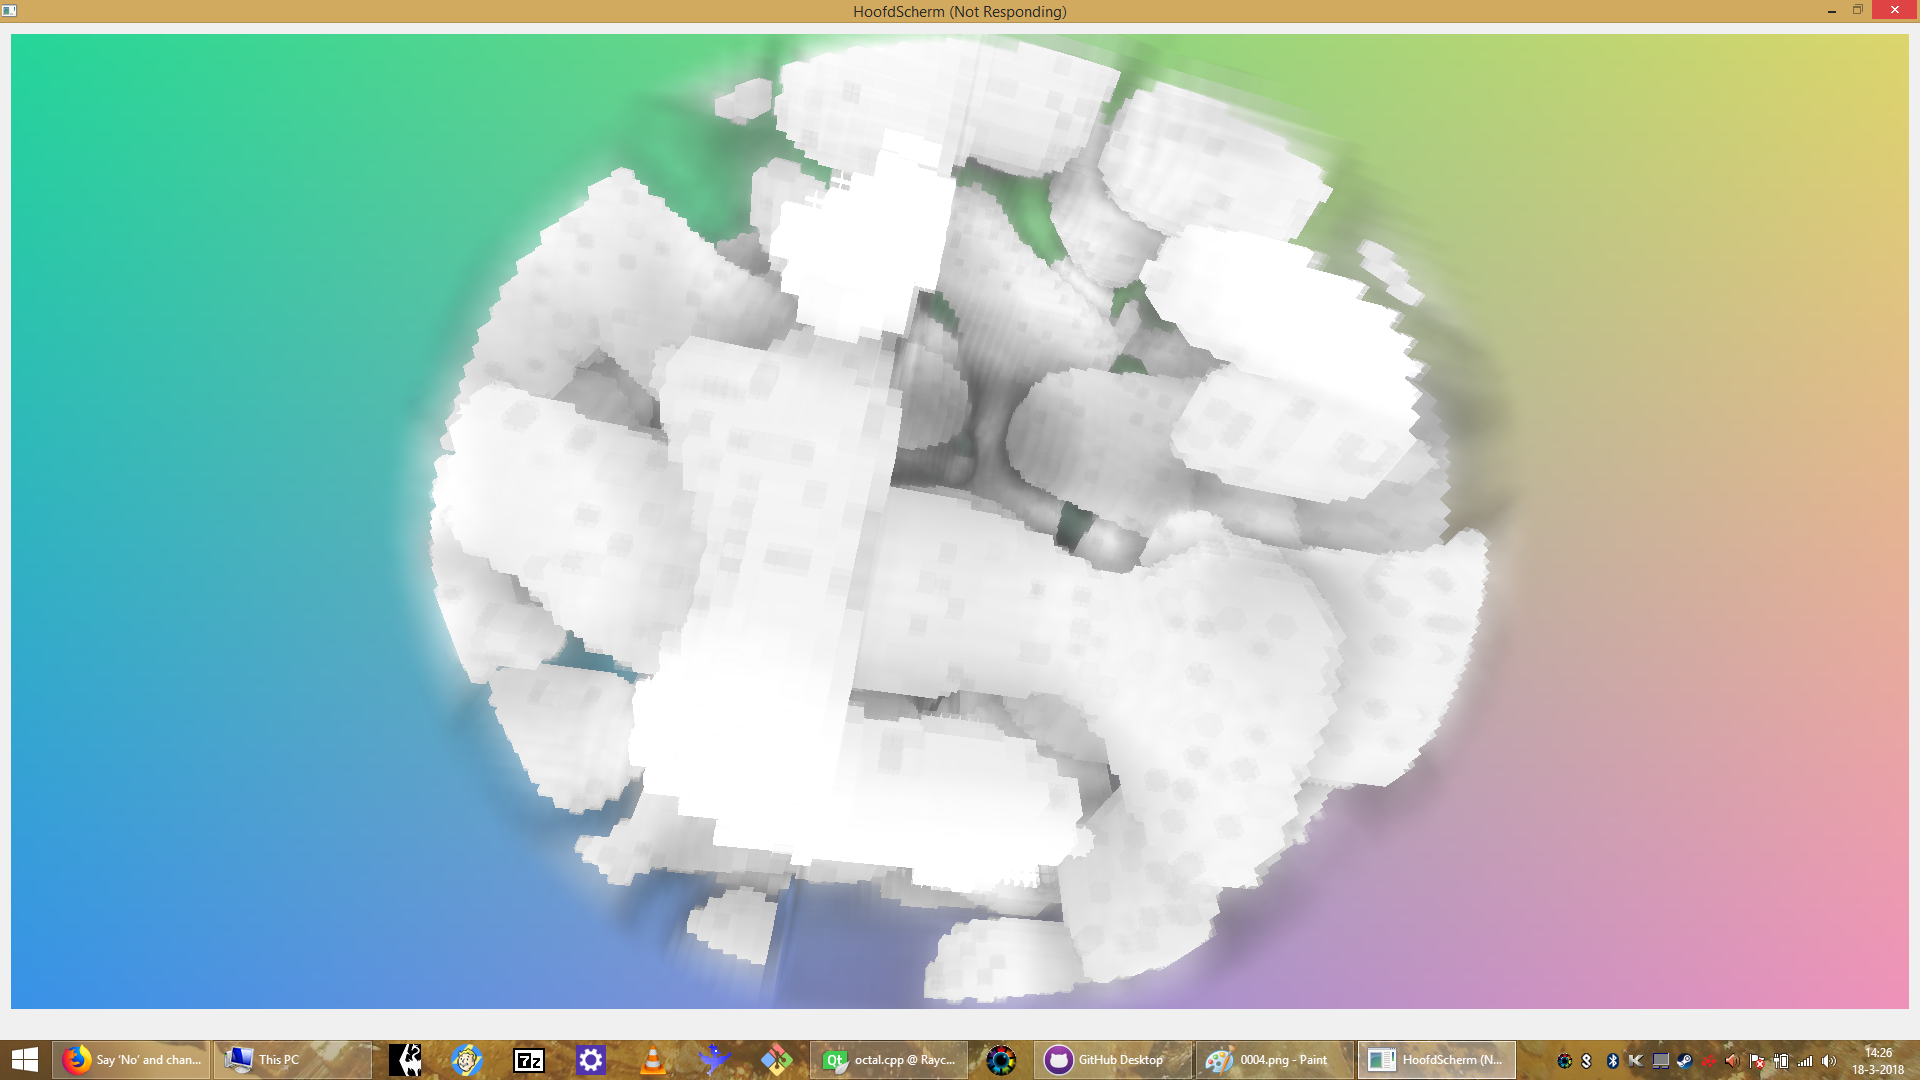 HoofdScherm (Not Responding)
Say ‘No’ and chan...
This PC
7z
Qt
octal.cpp @ Rayc...
GitHub Desktop
0004.png - Paint
HoofdScherm (N...
14:26
18-3-2018